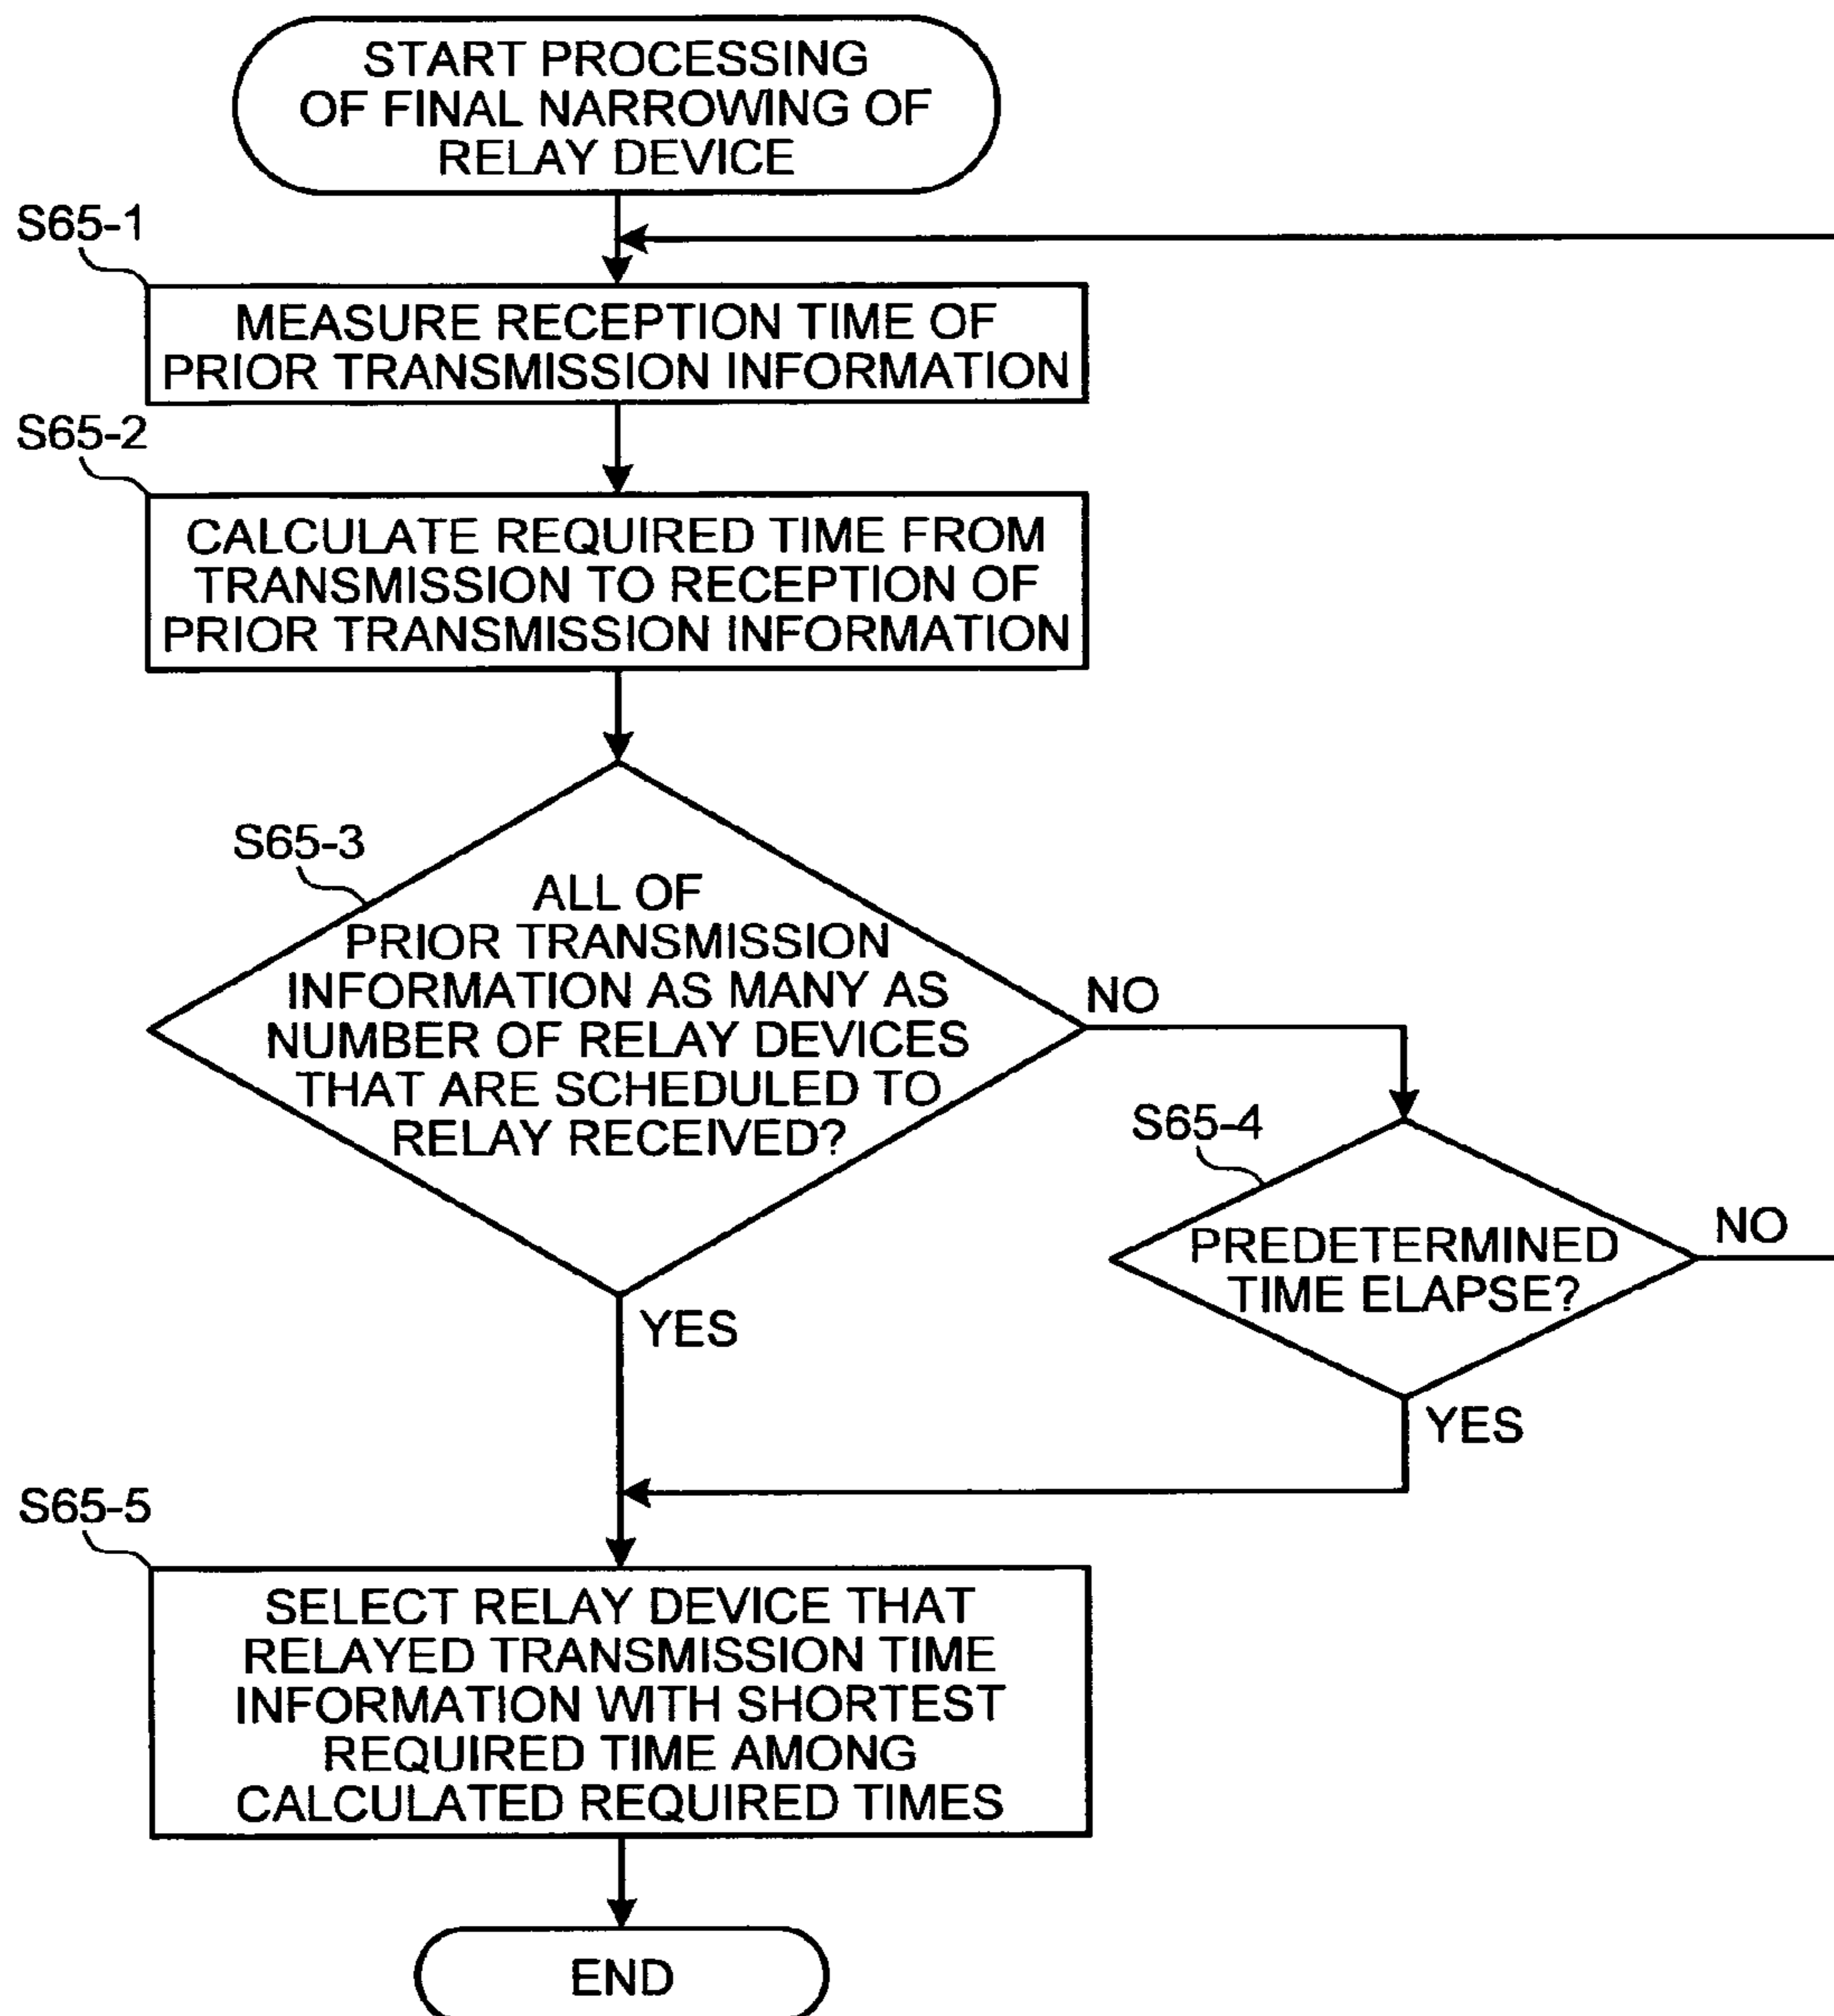 START PROCESSING
OF FINAL NARROWING OF
RELAY DEVICE
S65-1
MEASURE RECEPTION TIME OF
PRIOR TRANSMISSION INFORMATION
S65-2
CALCULATE REQUIRED TIME FROM
TRANSMISSION TO RECEPTION OF
PRIOR TRANSMISSION INFORMATION
S65-3
ALL OF
PRIOR TRANSMISSION
INFORMATION AS MANY AS
NUMBER OF RELAY DEVICES
THAT ARE SCHEDULED TO
RELAY RECEIVED?
NO
YES
S65-4
PREDETERMINED
TIME ELAPSE?
NO
YES
S65-5
SELECT RELAY DEVICE THAT
RELAYED TRANSMISSION TIME
INFORMATION WITH SHORTEST
REQUIRED TIME AMONG
CALCULATED REQUIRED TIMES
END